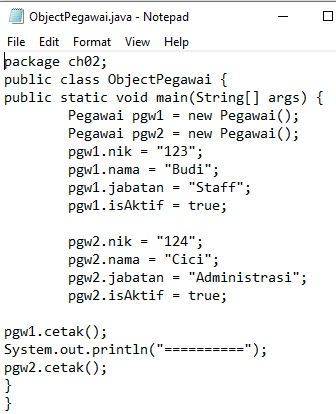 ObjectPegawai.java - Notepad
File Edit Format View Help
package ch02;
public class ObjectPegawai {
public static void main(String[] args) {
        Pegawai pgw1 = new Pegawai();
        Pegawai pgw2 = new Pegawai();
        pgw1.nik = "123";
        pgw1.nama = "Budi";
        pgw1.jabatan = "Staff";
        pgw1.isAktif = true;

        pgw2.nik = "124";
        pgw2.nama = "Cici";
        pgw2.jabatan = "Administrasi";
        pgw2.isAktif = true;

pgw1.cetak();
System.out.println("==========");
pgw2.cetak();
}
}